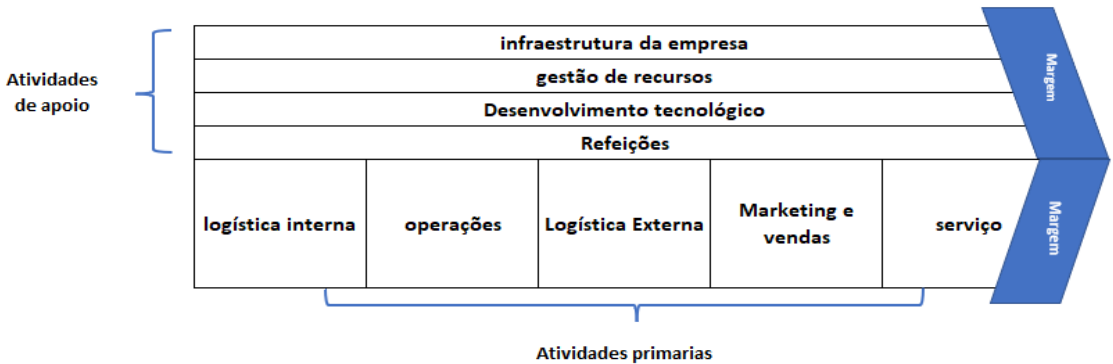 infraestrutura da empresa
gestão de recursos
Desenvolvimento tecnológico
Refeições
Atividades
de apoio
logística interna
operações
Logística Externa
Marketing e
vendas
serviço
Margem
Margem
Atividades primarias